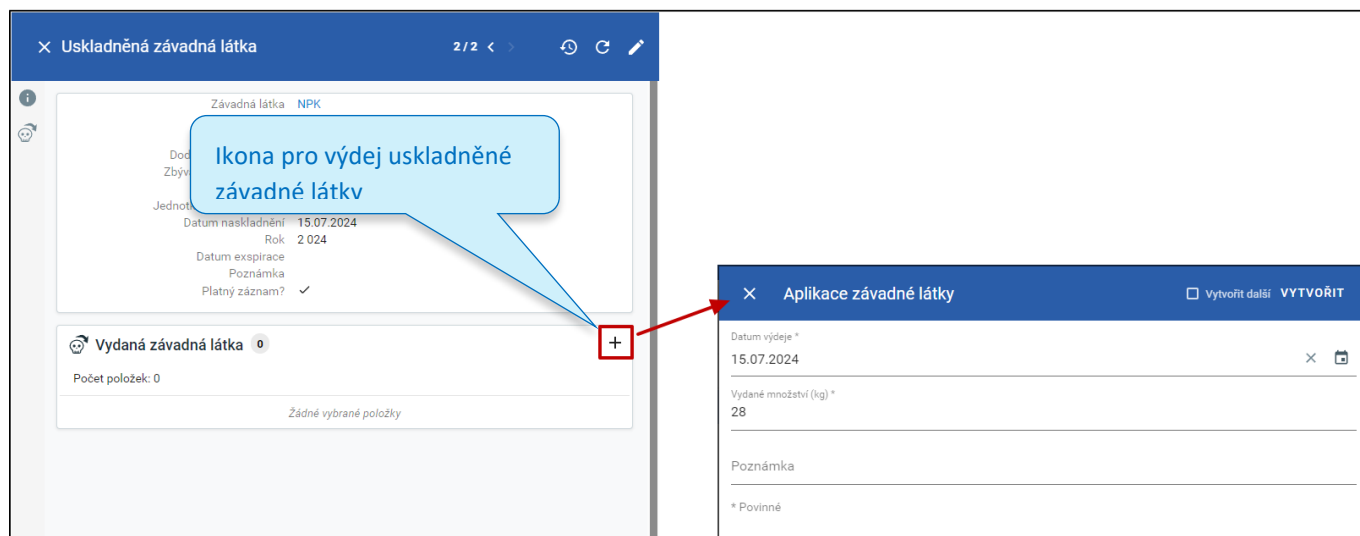 Uskladněná závadná látka
2/2
Závadná látka NPK
Ikona pro výdej uskladněné
závadné látky
Datum naskladnění 15.07.2024
Rok 2 024
Datum exspirace
Poznámka
Platný záznam?
Vydaná závadná látka 0
Počet položek: 0
Žádné vybrané položky
Aplikace závadné látky
Vytvořit další VYTVOŘIT
Datum výdeje *
15.07.2024
Vydané množství (kg) *
28
Poznámka
* Povinné